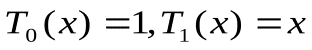 T₀(x) = 1, T₁(x) = x